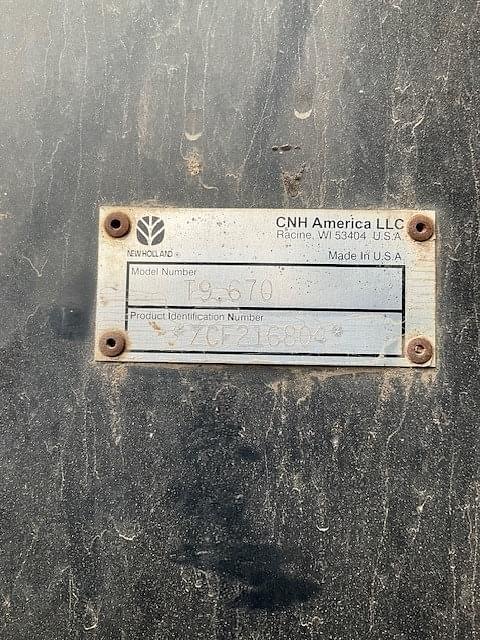 CNH America LLC
Racine, WI 53404 U.S.A.
NEW HOLLAND ®
Made In U.S.A.
Model Number
T9.670
Product Identification Number
*ZCF216804*